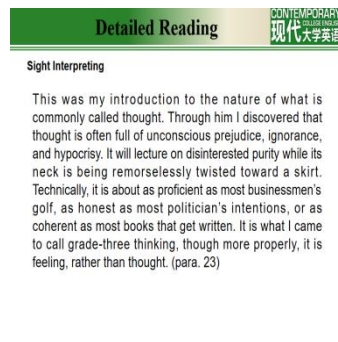 Detailed Reading
CONTEMPORARY
COLLEGE ENGLISH
现代大学英语
Sight Interpreting
This was my introduction to the nature of what is
commonly called thought. Through him I discovered that
thought is often full of unconscious prejudice, ignorance,
and hypocrisy. It will lecture on disinterested purity while its
neck is being remorselessly twisted toward a skirt.
Technically, it is about as proficient as most businessmen's
golf, as honest as most politician's intentions, or as
coherent as most books that get written. It is what I came
to call grade-three thinking, though more properly, it is
feeling, rather than thought. (para. 23)